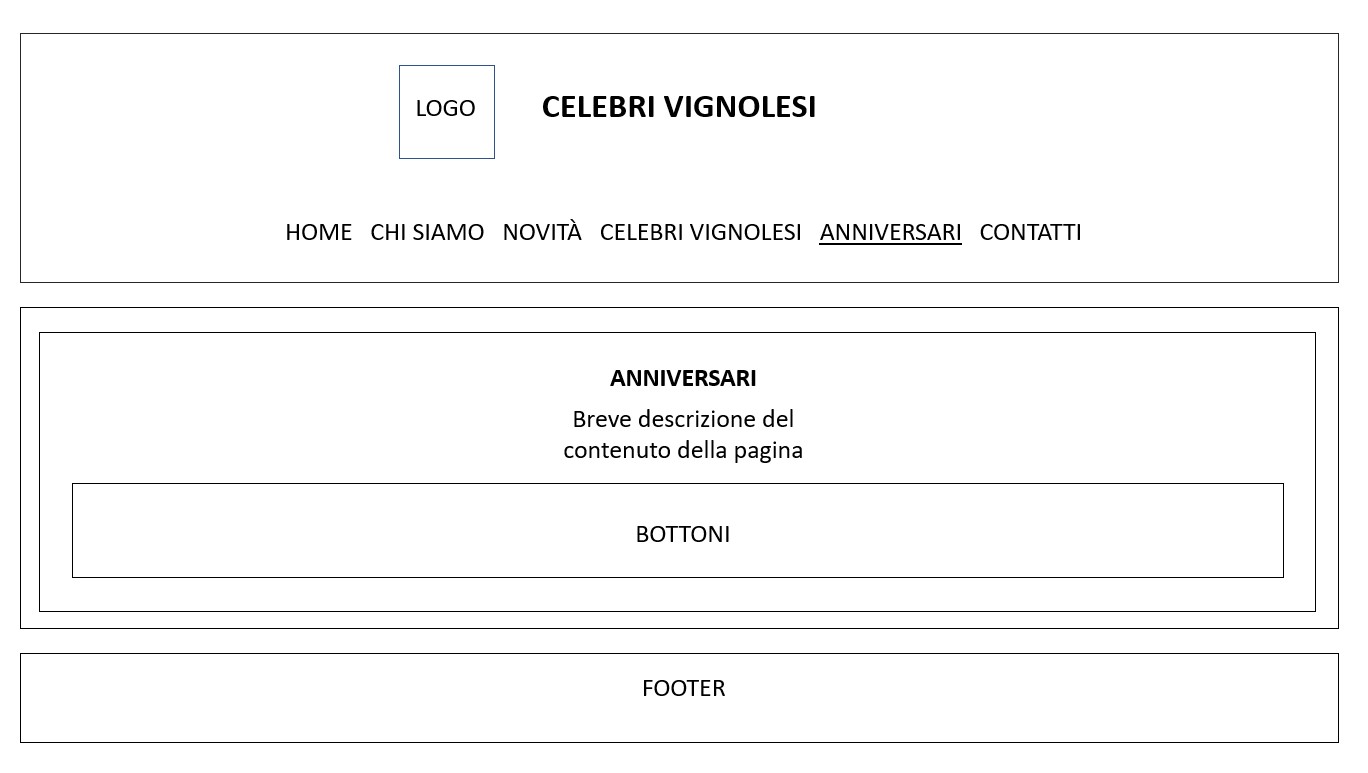 LOGO
CELEBRI VIGNOLESI
HOME CHI SIAMO NOVITÀ CELEBRI VIGNOLESI ANNIVERSARI CONTATTI
ANNIVERSARI
Breve descrizione del
contenuto della pagina
BOTTONI
FOOTER